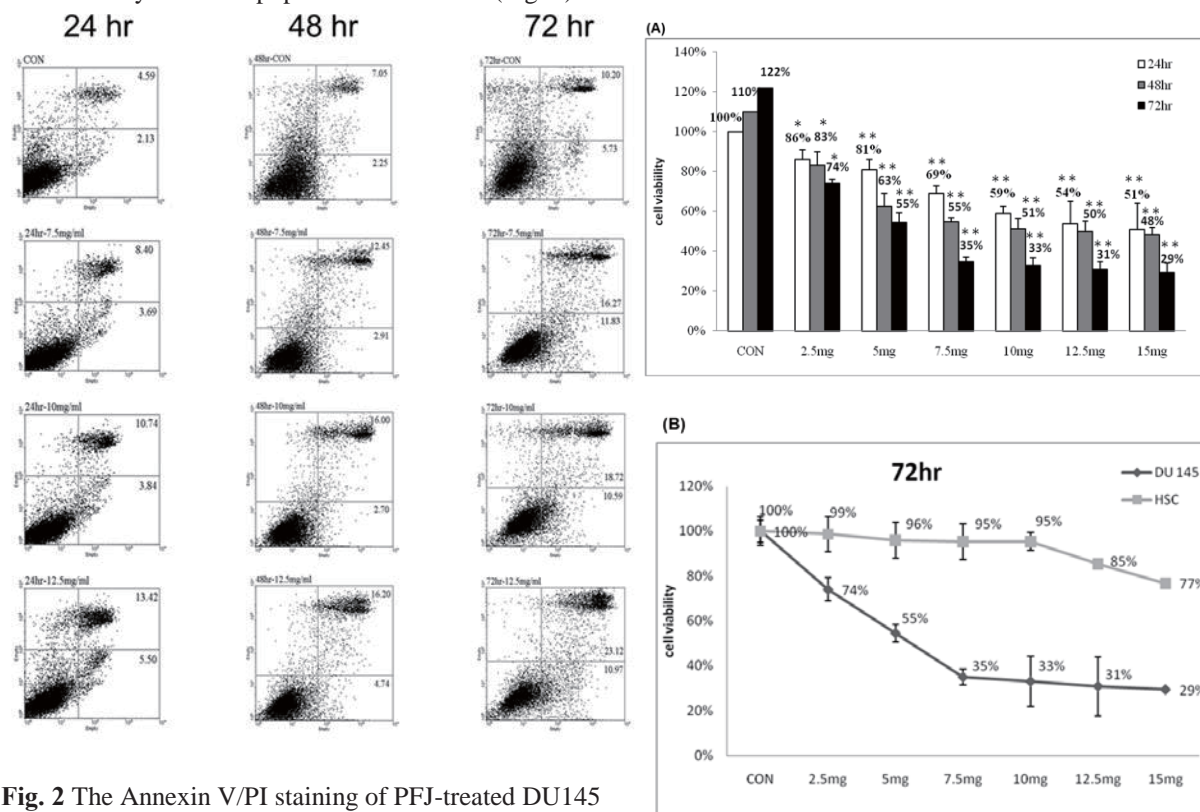 24 hr
48 hr
72 hr
CON
4.59
2.13
48hr-CON
7.05
2.25
72hr-CON
10.20
5.73
24hr-7.5mg/ml
8.40
3.69
48hr-7.5mg/ml
12.45
2.91
72hr-7.5mg/ml
16.27
11.83
24hr-10mg/ml
10.74
3.84
48hr-10mg/ml
16.00
2.70
72hr-10mg/ml
18.72
10.59
24hr-12.5mg/ml
13.42
5.50
48hr-12.5mg/ml
16.20
4.74
72hr-12.5mg/ml
23.12
10.97
Fig. 2 The Annexin V/PI staining of PFJ-treated DU145
(A)
cell viability
140%
120%
100%
80%
60%
40%
20%
0%
24hr
48hr
72hr
100% 110% 122%
* 86% * 83% * 74%
** 81% ** 63% ** 55%
** 69% ** 55% ** 35%
** 59% ** 51% ** 33%
** 54% ** 50% ** 31%
** 51% ** 48% ** 29%
CON 2.5mg 5mg 7.5mg 10mg 12.5mg 15mg
(B)
72hr
DU 145
HSC
cell viability
120%
100%
80%
60%
40%
20%
0%
100% 99% 96% 95% 95% 85% 77%
100% 74% 55% 35% 33% 31% 29%
CON 2.5mg 5mg 7.5mg 10mg 12.5mg 15mg